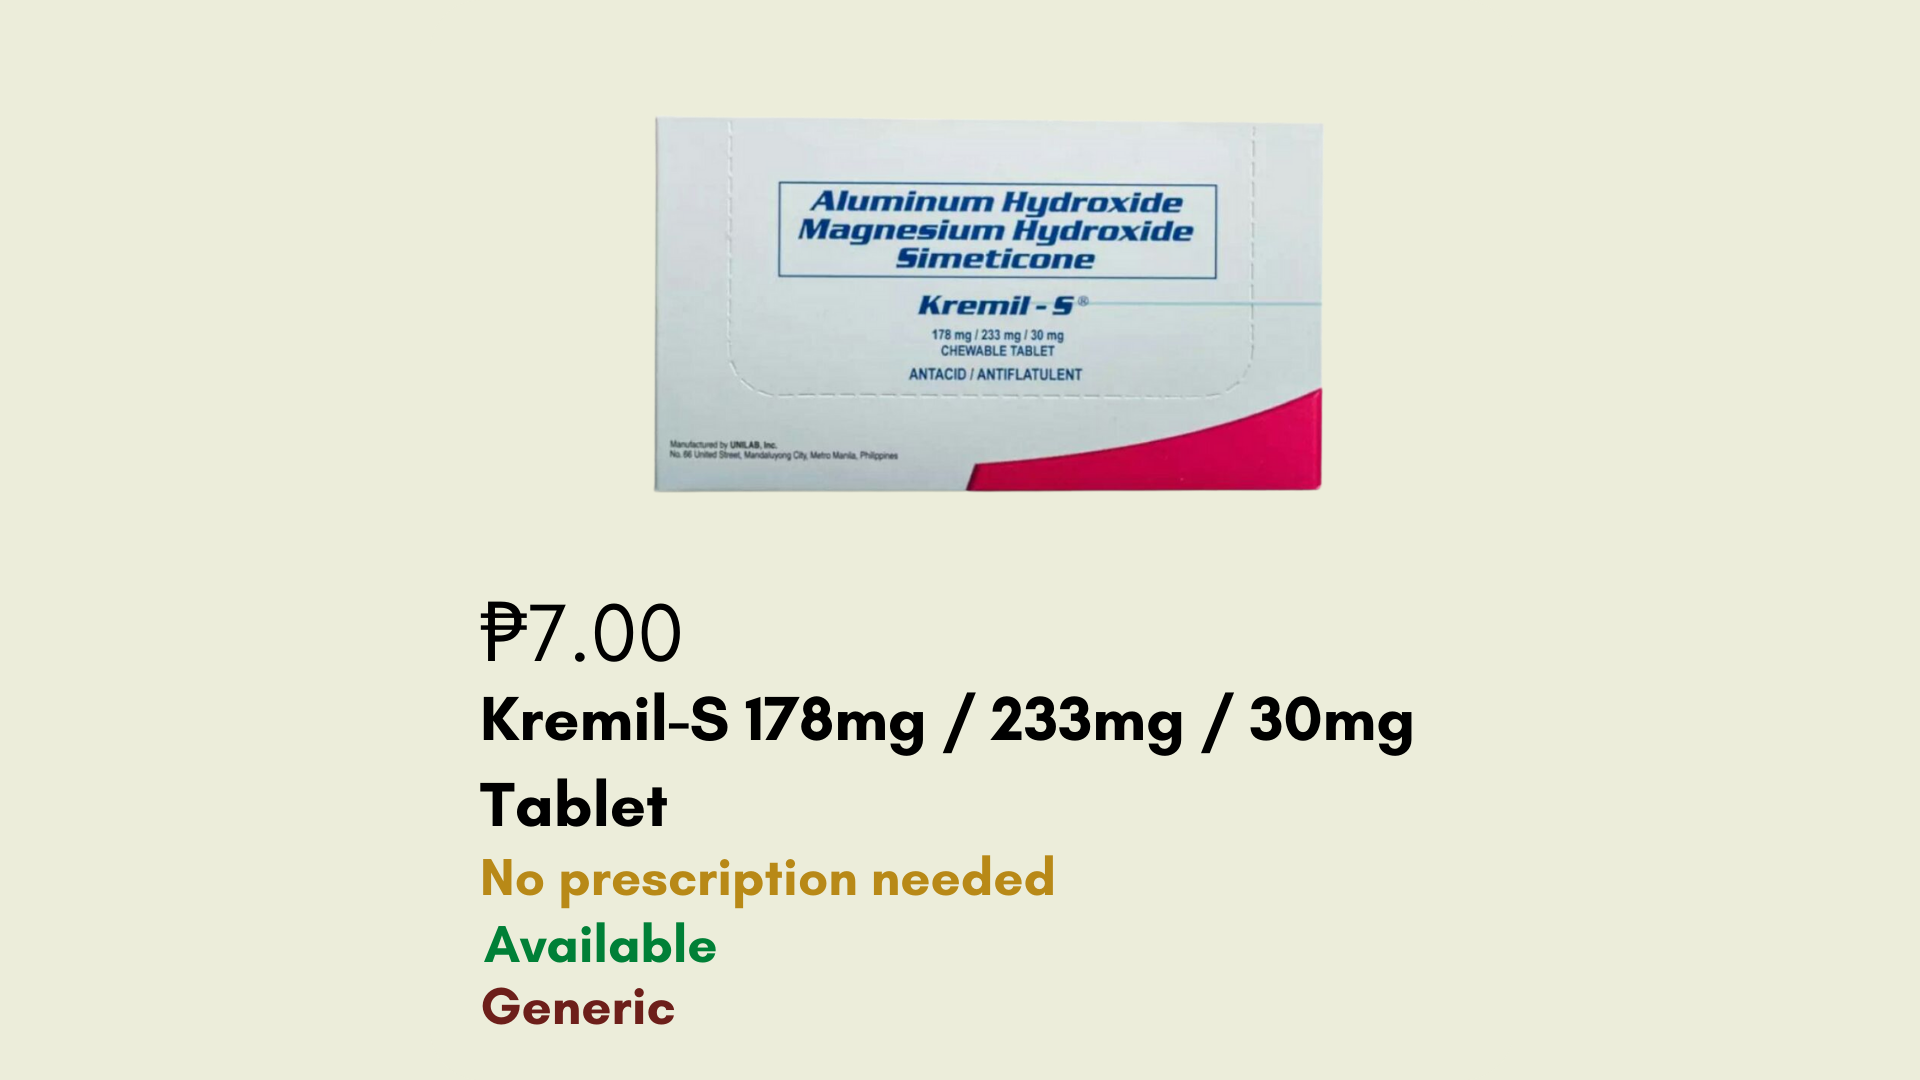 Aluminum Hydroxide
Magnesium Hydroxide
Simeticone
Kremil - S®
178 mg / 233 mg / 30 mg
CHEWABLE TABLET
ANTACID / ANTIFLATULENT
Manufactured by UNILAB, Inc.
No. 66 United Street, Mandaluyong City, Metro Manila, Philippines
₱7.00
Kremil-S 178mg / 233mg / 30mg
Tablet
No prescription needed
Available
Generic